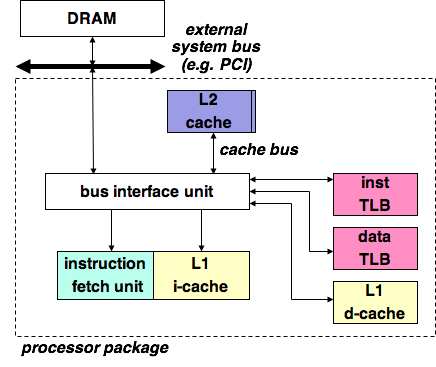 DRAM
external
system bus
(e.g. PCI)
L2
cache
cache bus
bus interface unit
inst
TLB
data
TLB
instruction
fetch unit
L1
i-cache
L1
d-cache
processor package